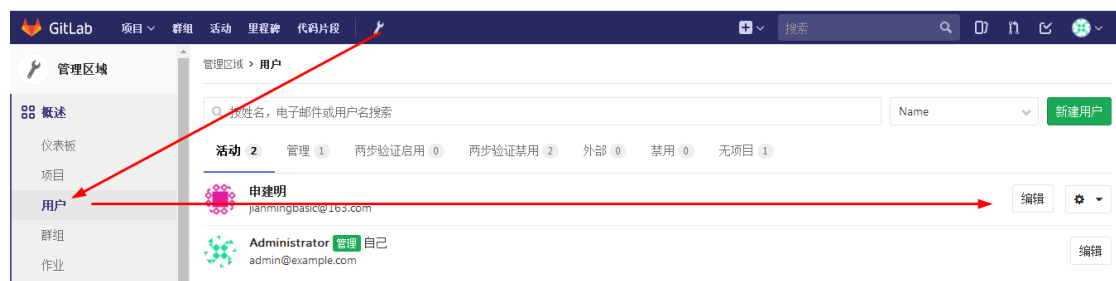 GitLab 项目 群组 活动 里程碑 代码片段 搜索
管理区域
管理区域 > 用户
概述
按姓名，电子邮件或用户名搜索 Name 新建用户
仪表板
活动 2 管理 1 两步验证启用 0 两步验证禁用 2 外部 0 禁用 0 无项目 1
项目
用户
申建明 编辑
jianmingbasic@163.com
群组
Administrator 管理 自己
作业
admin@example.com 编辑